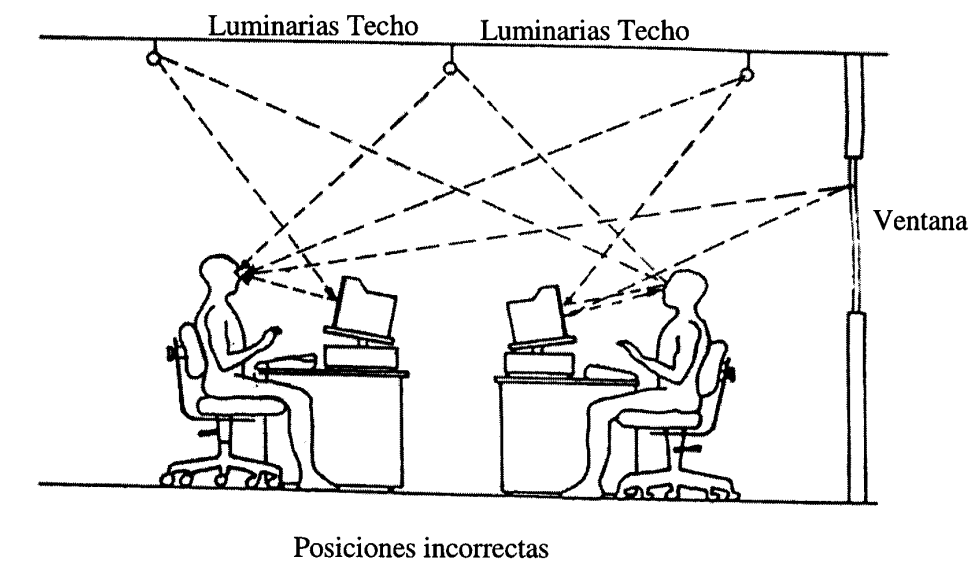 Luminarias Techo
Luminarias Techo
Ventana
Posiciones incorrectas